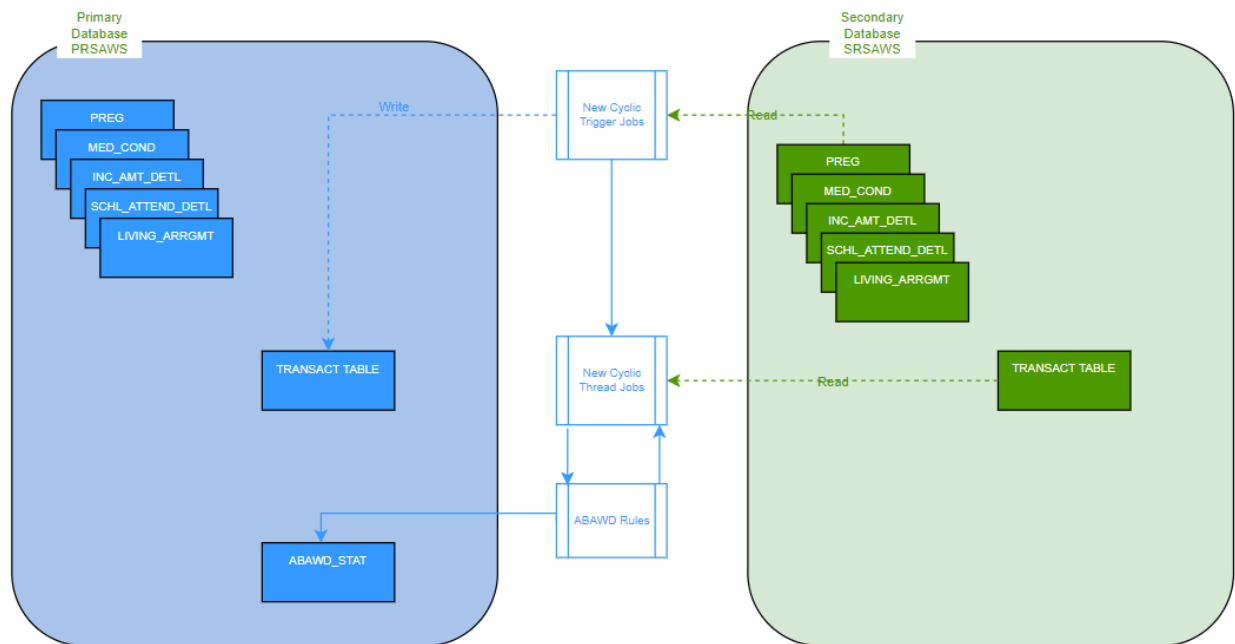 Primary
Database
PRSAWS
Secondary
Database
SRSAWS
PREG
MED_COND
INC_AMT_DETL
SCHL_ATTEND_DETL
LIVING_ARRGMT
Write
New Cyclic
Trigger Jobs
Read
PREG
MED_COND
INC_AMT_DETL
SCHL_ATTEND_DETL
LIVING_ARRGMT
TRANSACT TABLE
New Cyclic
Thread Jobs
Read
TRANSACT TABLE
ABAWD Rules
ABAWD_STAT